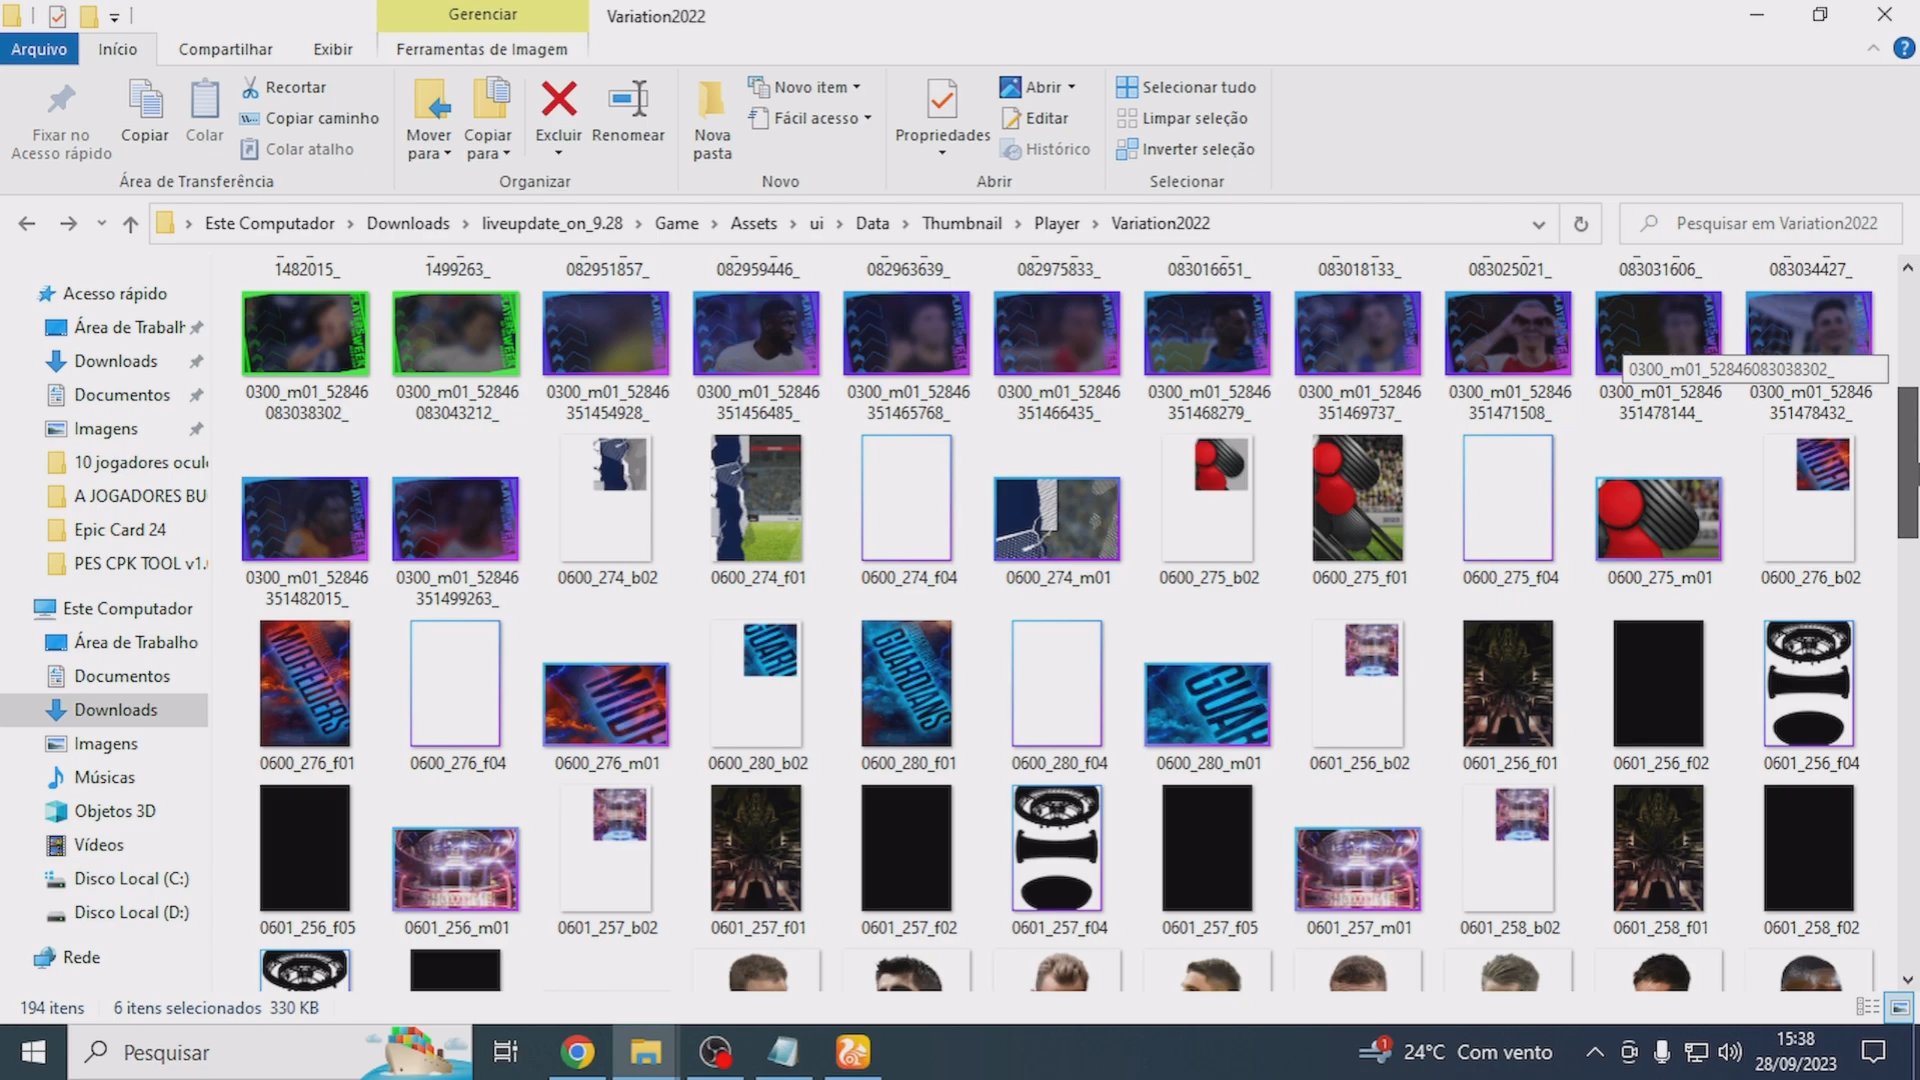 Gerenciar
Variation2022
Arquivo
Início
Compartilhar
Exibir
Ferramentas de Imagem
Fixar no
Acesso rápido
Copiar
Colar
Recortar
Copiar caminho
Colar atalho
Mover
para
Copiar
para
Excluir
Renomear
Nova
pasta
Novo item
Fácil acesso
Propriedades
Abrir
Editar
Histórico
Selecionar tudo
Limpar seleção
Inverter seleção
Área de Transferência
Organizar
Novo
Abrir
Selecionar
Este Computador
Downloads
liveupdate_on_9.28
Game
Assets
ui
Data
Thumbnail
Player
Variation2022
Pesquisar em Variation2022
Acesso rápido
Área de Trabalh
Downloads
Documentos
Imagens
10 jogadores ocul
A JOGADORES BU
Epic Card 24
PES CPK TOOL v1.
Este Computador
Área de Trabalho
Documentos
Downloads
Imagens
Músicas
Objetos 3D
Vídeos
Disco Local (C:)
Disco Local (D:)
Rede
1482015_
1499263_
082951857_
082959446_
082963639_
082975833_
083016651_
083018133_
083025021_
083031606_
083034427_
0300_m01_52846083038302_
0300_m01_52846
083038302_
0300_m01_52846
083043212_
0300_m01_52846
351454928_
0300_m01_52846
351456485_
0300_m01_52846
351465768_
0300_m01_52846
351466435_
0300_m01_52846
351468279_
0300_m01_52846
351469737_
0300_m01_52846
351471508_
0300_m01_52846
351478144_
0300_m01_52846
351478432_
0300_m01_52846
351482015_
0300_m01_52846
351499263_
0600_274_b02
0600_274_f01
0600_274_f04
0600_274_m01
0600_275_b02
0600_275_f01
0600_275_f04
0600_275_m01
0600_276_b02
MIDFIELDERS
GUARDIANS
0600_276_f01
0600_276_f04
0600_276_m01
0600_280_b02
0600_280_f01
0600_280_f04
0600_280_m01
0601_256_b02
0601_256_f01
0601_256_f02
0601_256_f04
0601_256_f05
0601_256_m01
0601_257_b02
0601_257_f01
0601_257_f02
0601_257_f04
0601_257_f05
0601_257_m01
0601_258_b02
0601_258_f01
0601_258_f02
194 itens
6 itens selecionados 330 KB
Pesquisar
1
24°C Com vento
15:38
28/09/2023